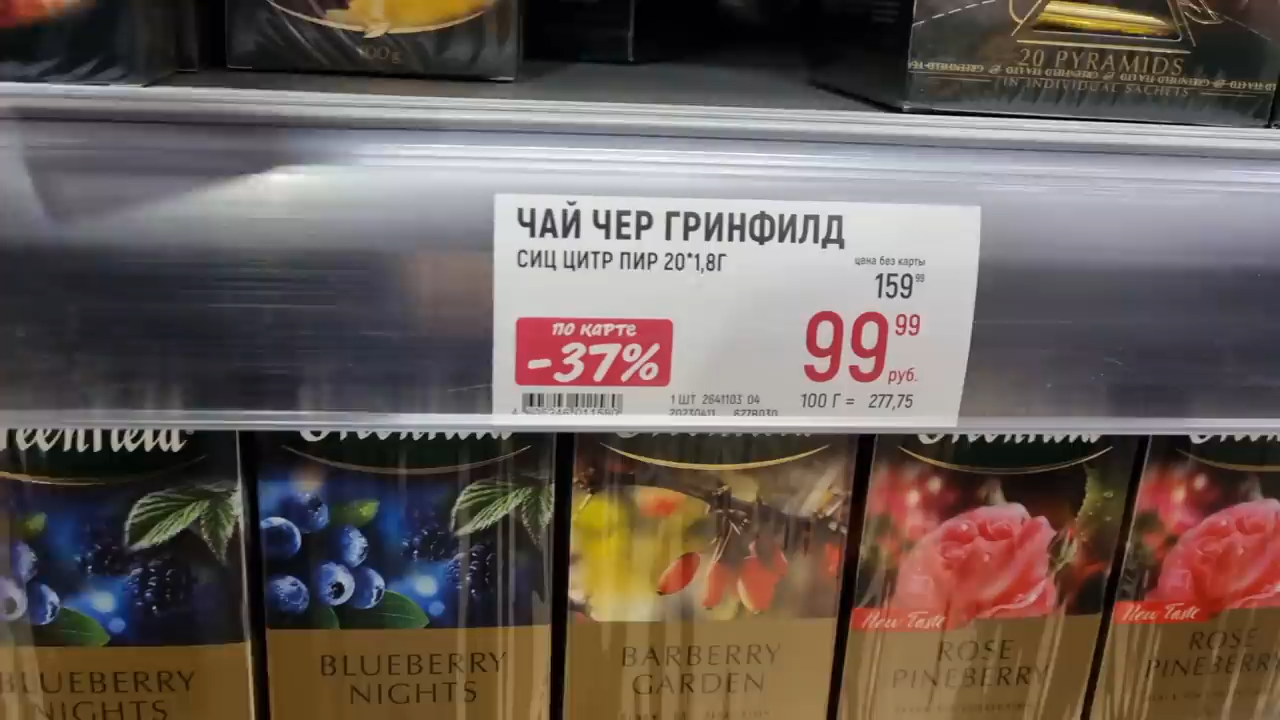 100g
20 PYRAMIDS
IN INDIVIDUAL SACHETS
ЧАЙ ЧЕР ГРИНФИЛД
СИЦ ЦИТР ПИР 20*1,8Г
цена без карты
159 99
по карте
-37%
99 99
руб.
1 ШТ 2641103 04
100 Г = 277,75
Greenfield
BLUEBERRY
NIGHTS
BLUEBERRY
NIGHTS
BARBERRY
GARDEN
New Taste
ROSE
PINEBERRY
New Taste
ROSE
PINEBERRY